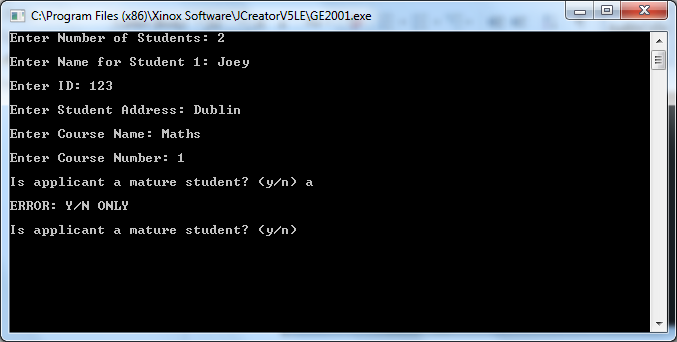 C:\Program Files (x86)\Xinox Software\JCreatorV5LE\GE2001.exe
Enter Number of Students: 2
Enter Name for Student 1: Joey
Enter ID: 123
Enter Student Address: Dublin
Enter Course Name: Maths
Enter Course Number: 1
Is applicant a mature student? (y/n) a
ERROR: Y/N ONLY
Is applicant a mature student? (y/n)